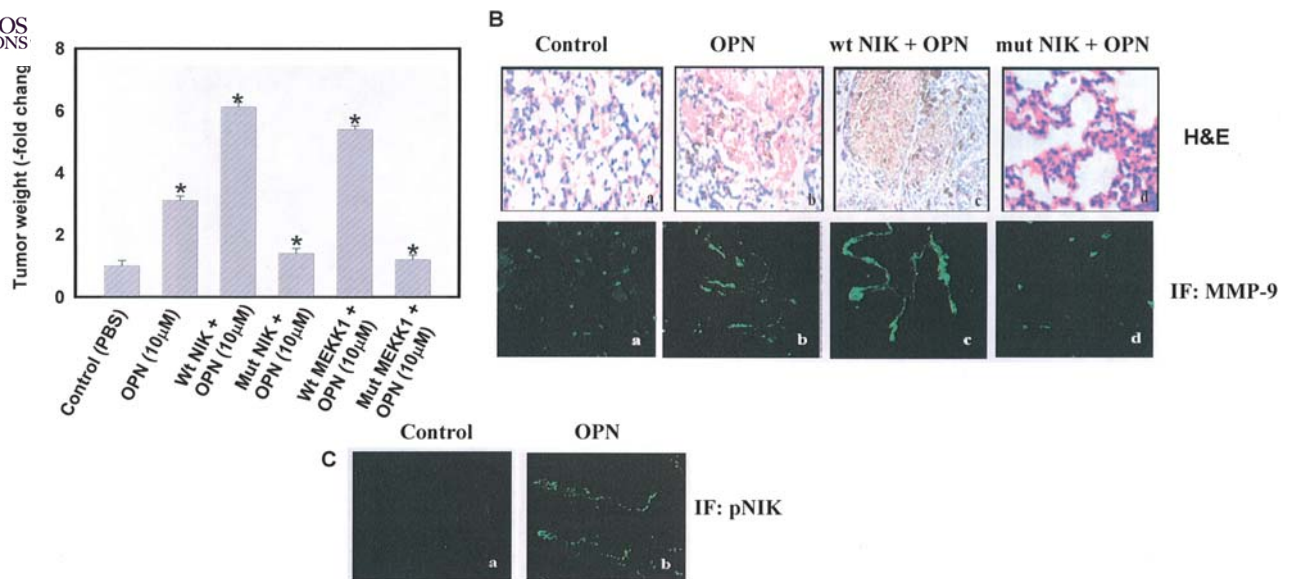 OS
ONS
Tumor weight (-fold chang
8
6
4
2
0
*
*
*
*
*
Control (PBS)
OPN (10μM)
Wt NIK +
OPN (10μM)
Mut NIK +
OPN (10μM)
Wt MEKK1 +
OPN (10μM)
Mut MEKK1 +
OPN (10μM)
B
Control OPN wt NIK + OPN mut NIK + OPN
a b c d
H&E
a b c d
IF: MMP-9
C
Control OPN
a b
IF: pNIK